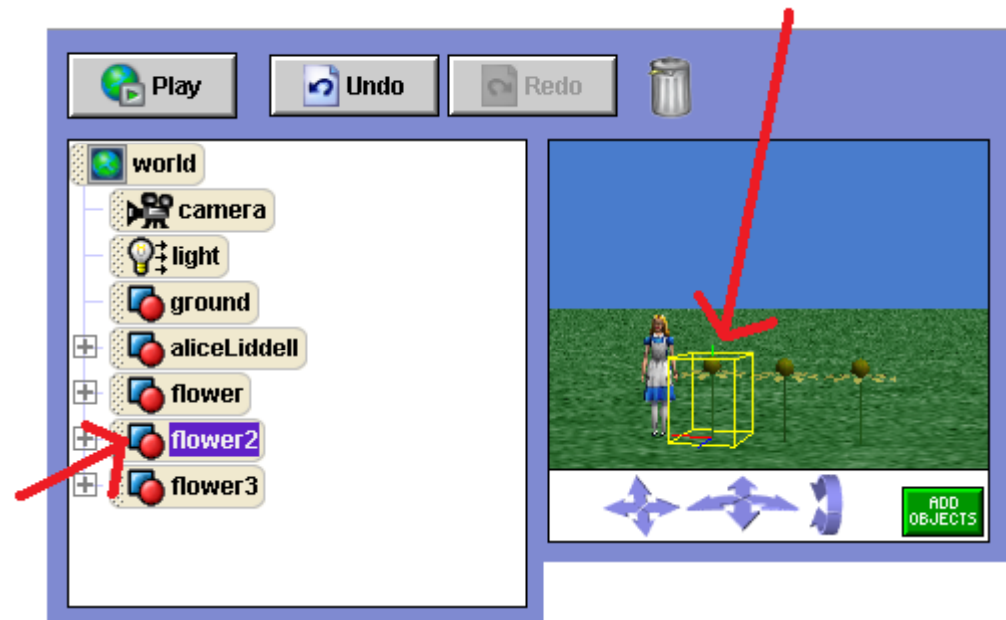 Play
Undo
Redo
world
camera
light
ground
aliceLiddell
flower
flower2
flower3
ADD
OBJECTS